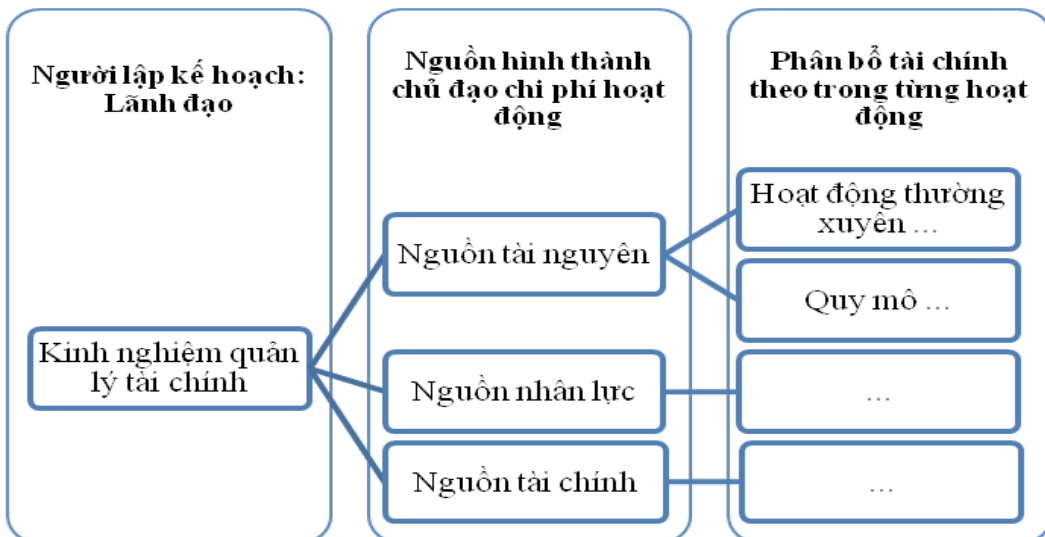 Người lập kế hoạch:
Lãnh đạo
Kinh nghiệm quản
lý tài chính
Nguồn hình thành
chủ đạo chi phí hoạt
động
Nguồn tài nguyên
Nguồn nhân lực
Nguồn tài chính
Phân bổ tài chính
theo trong từng hoạt
động
Hoạt động thường
xuyên ...
Quy mô ...
...
...